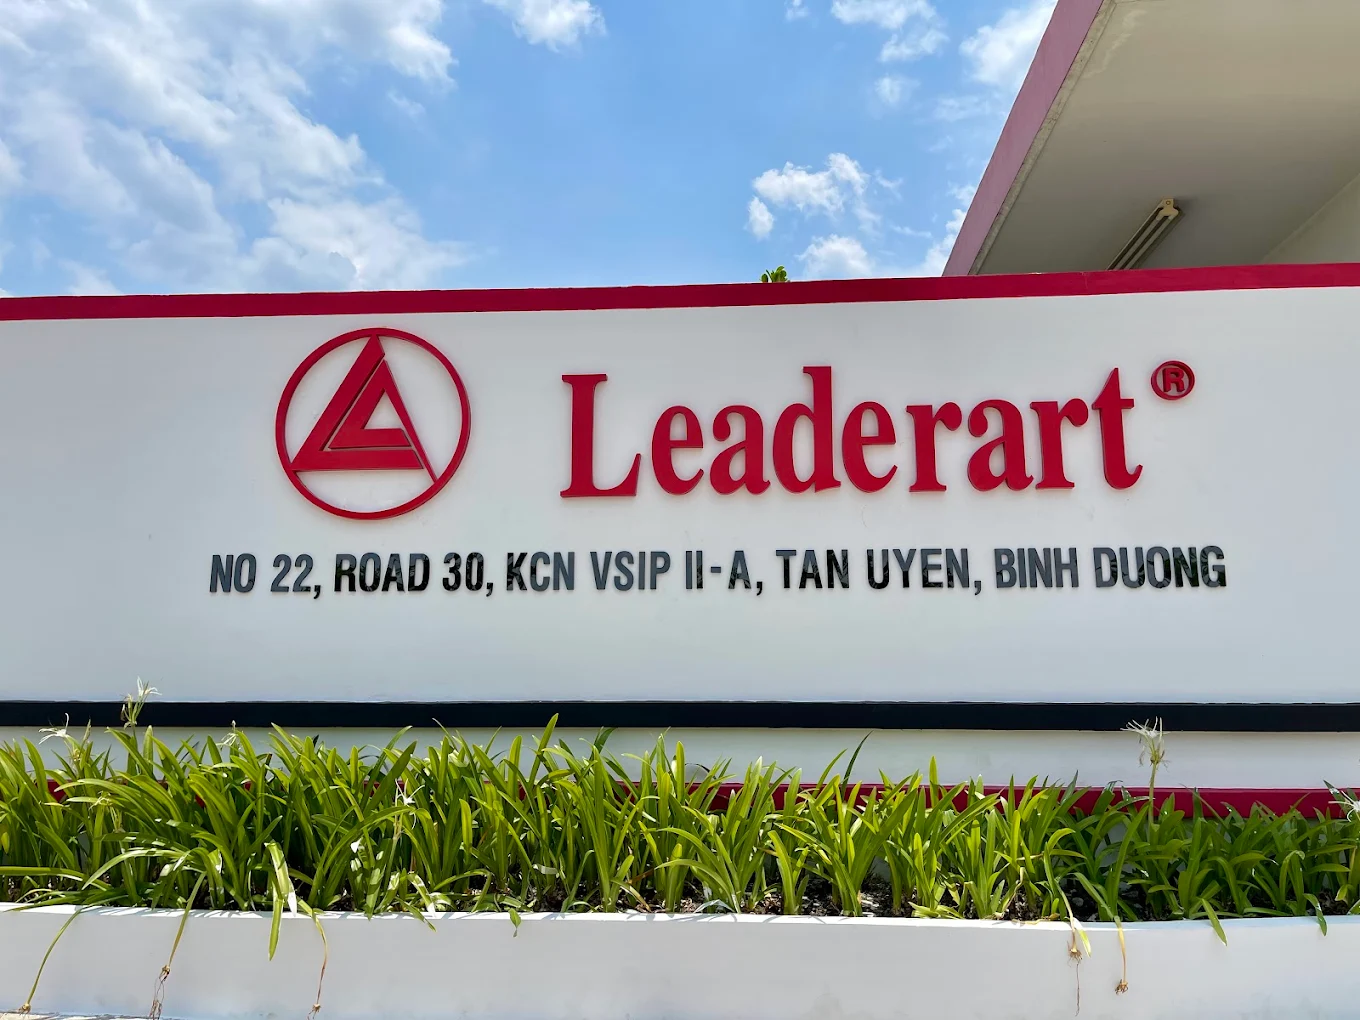 Leaderart®
NO 22, ROAD 30, KCN VSIP II-A, TAN UYEN, BINH DUONG